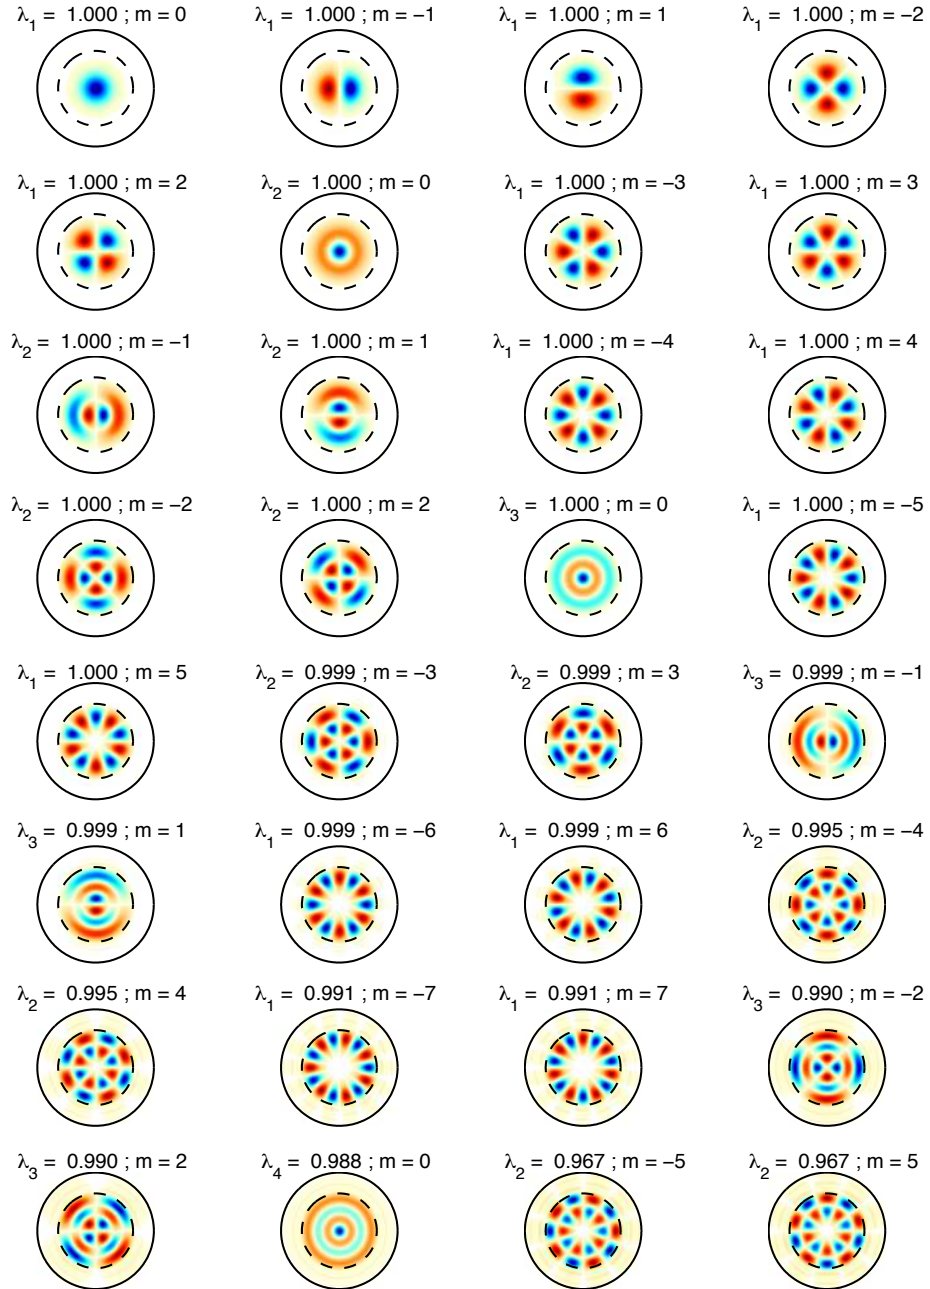 λ1 = 1.000 ; m = 0
λ1 = 1.000 ; m = −1
λ1 = 1.000 ; m = 1
λ1 = 1.000 ; m = −2
λ1 = 1.000 ; m = 2
λ2 = 1.000 ; m = 0
λ1 = 1.000 ; m = −3
λ1 = 1.000 ; m = 3
λ2 = 1.000 ; m = −1
λ2 = 1.000 ; m = 1
λ1 = 1.000 ; m = −4
λ1 = 1.000 ; m = 4
λ2 = 1.000 ; m = −2
λ2 = 1.000 ; m = 2
λ3 = 1.000 ; m = 0
λ1 = 1.000 ; m = −5
λ1 = 1.000 ; m = 5
λ2 = 0.999 ; m = −3
λ2 = 0.999 ; m = 3
λ3 = 0.999 ; m = −1
λ3 = 0.999 ; m = 1
λ1 = 0.999 ; m = −6
λ1 = 0.999 ; m = 6
λ2 = 0.995 ; m = −4
λ2 = 0.995 ; m = 4
λ1 = 0.991 ; m = −7
λ1 = 0.991 ; m = 7
λ3 = 0.990 ; m = −2
λ3 = 0.990 ; m = 2
λ4 = 0.988 ; m = 0
λ2 = 0.967 ; m = −5
λ2 = 0.967 ; m = 5